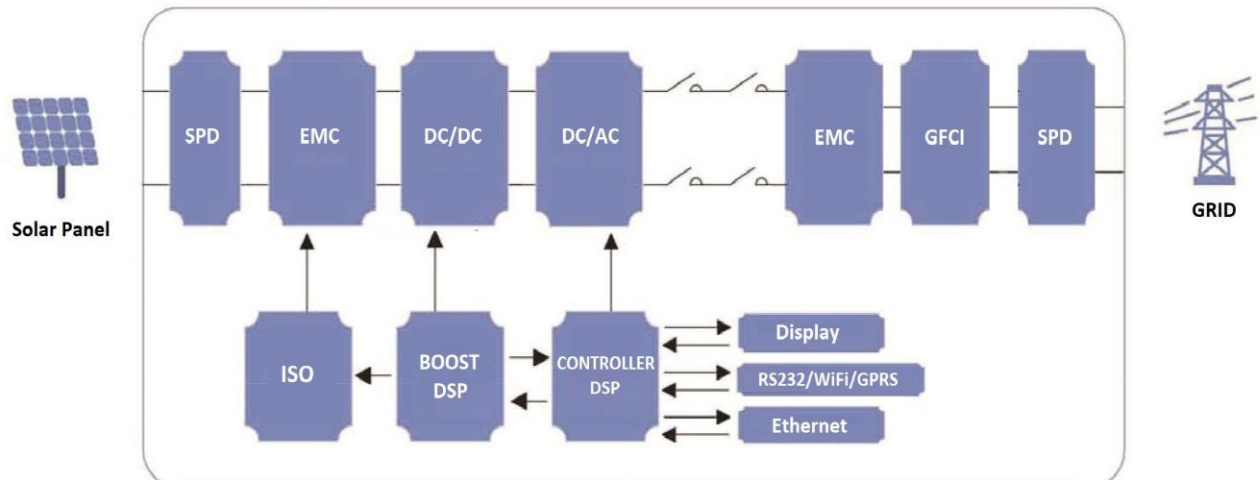 SPD
EMC
DC/DC
DC/AC
EMC
GFCI
SPD
Solar Panel
GRID
ISO
BOOST
DSP
CONTROLLER
DSP
Display
RS232/WiFi/GPRS
Ethernet